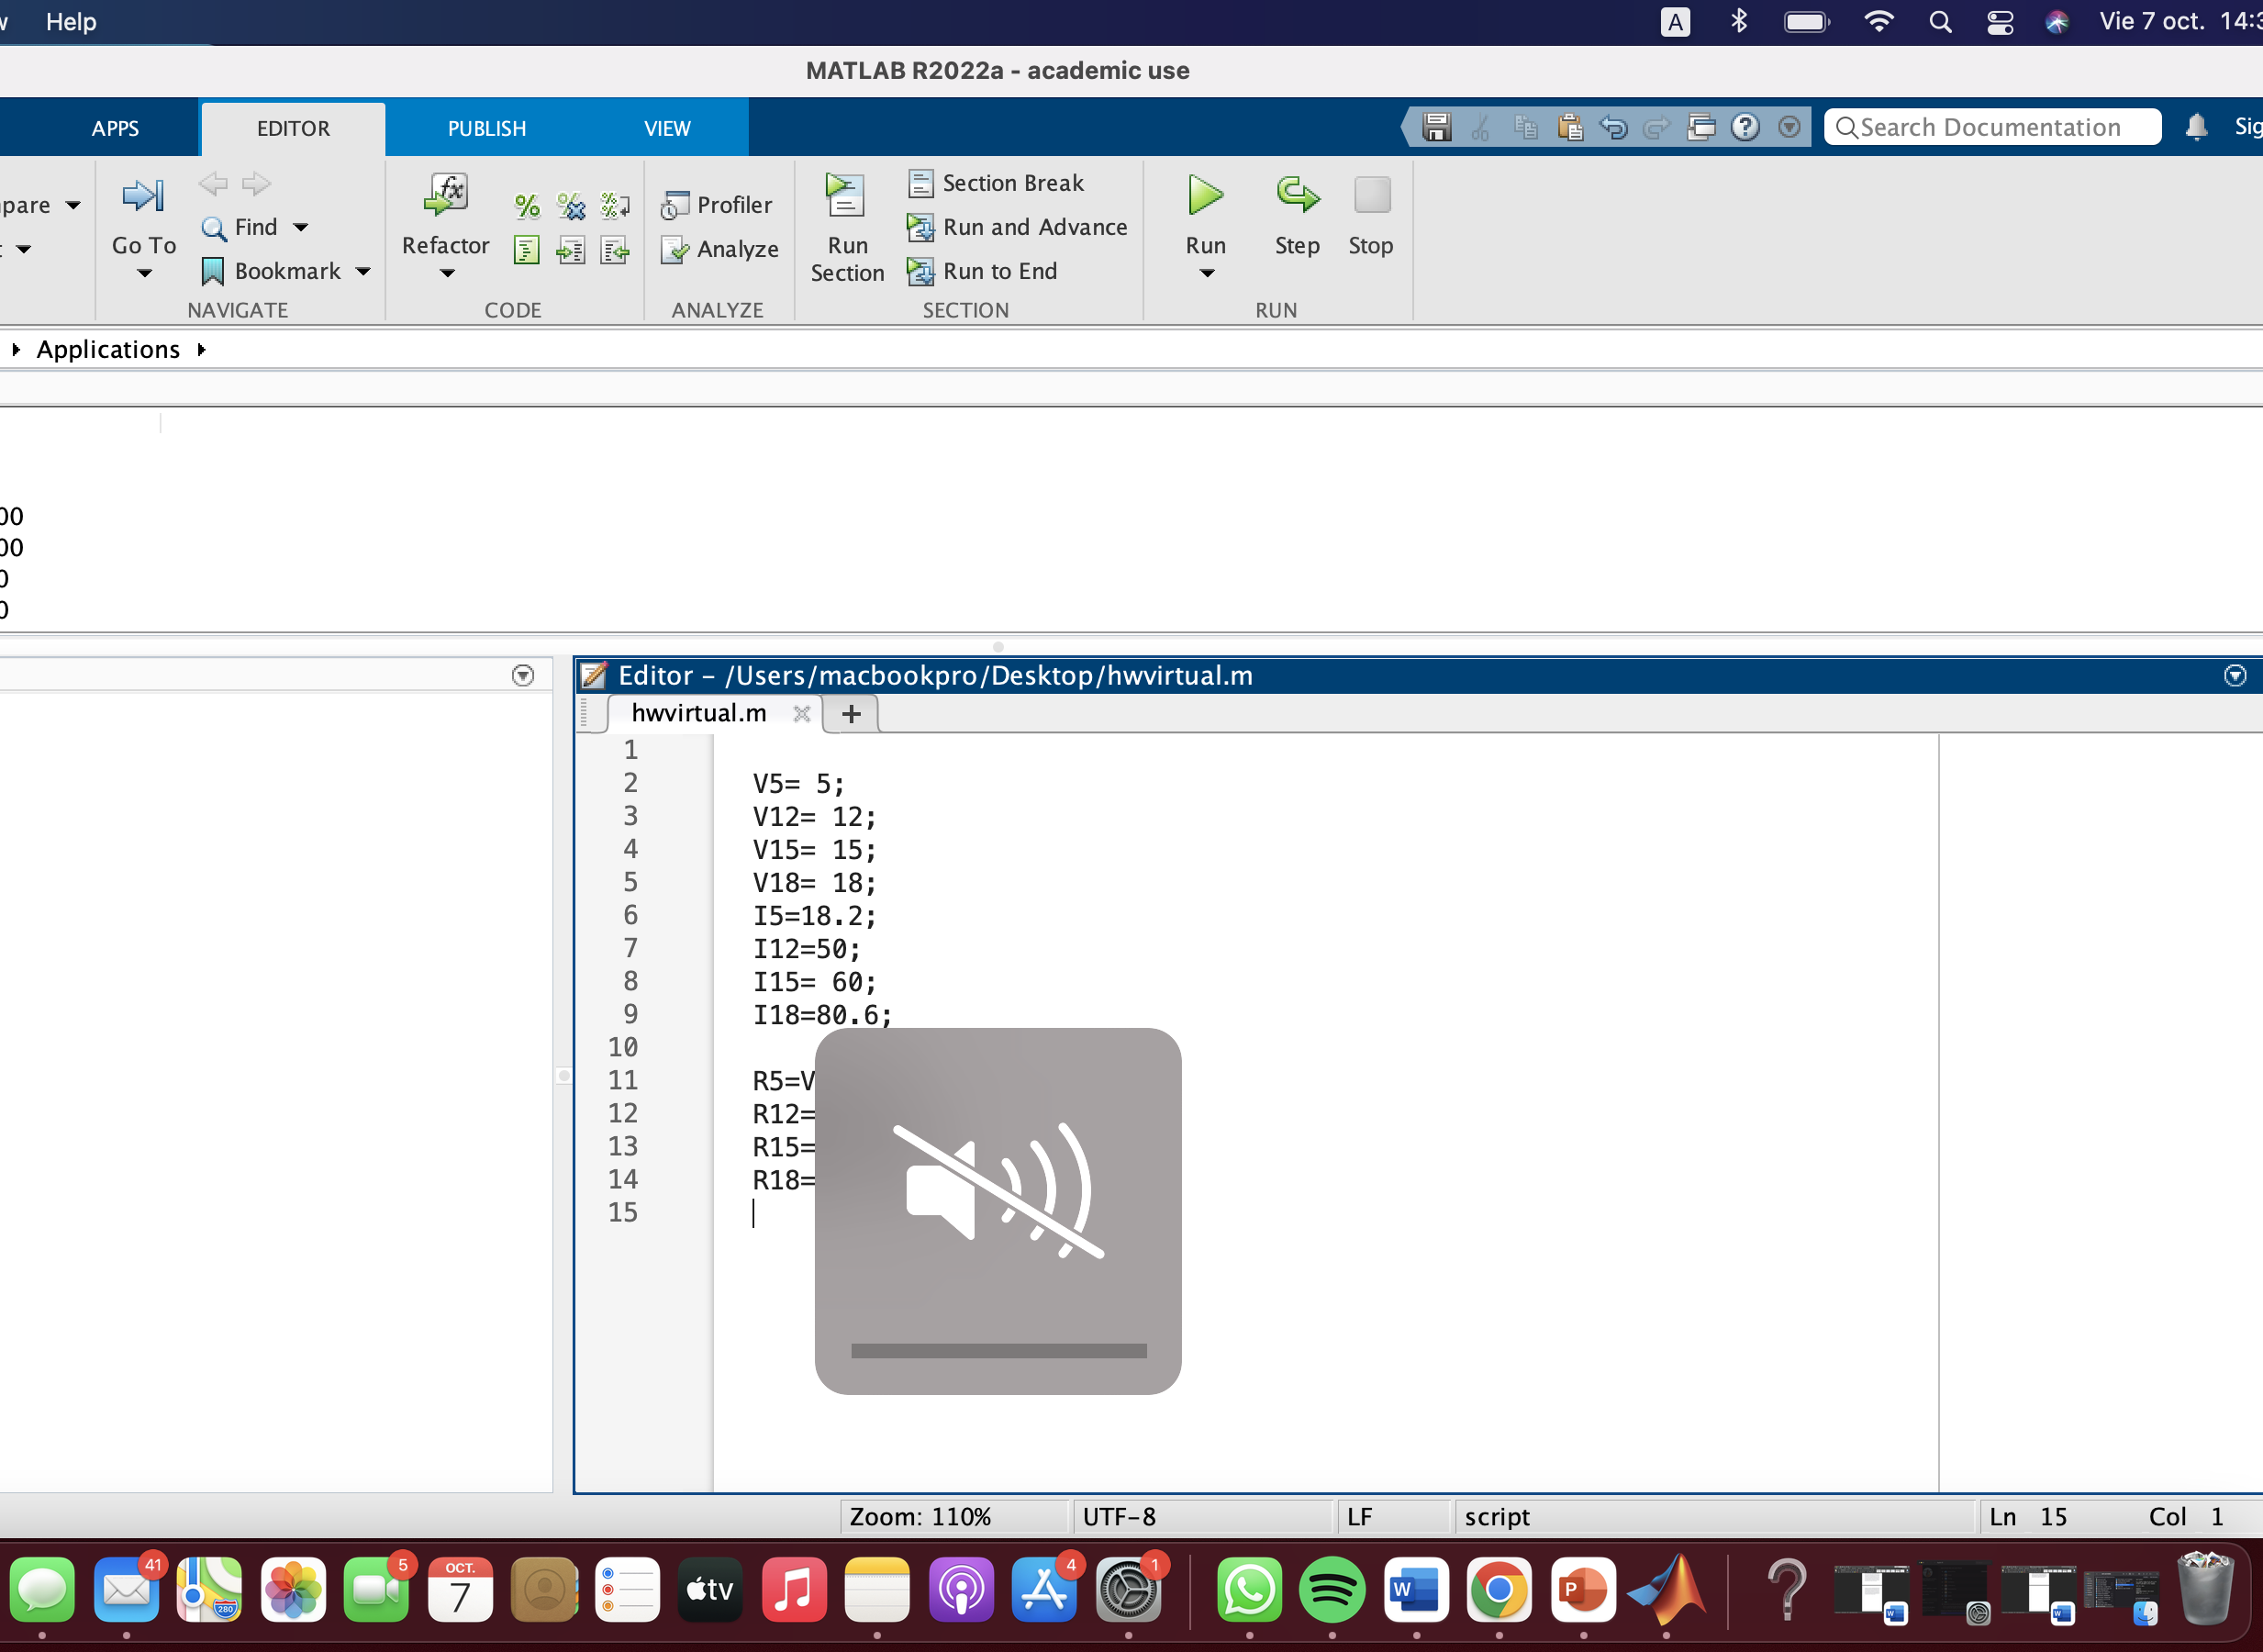 Help
A
Vie 7 oct.
MATLAB R2022a - academic use
APPS
EDITOR
PUBLISH
VIEW
Search Documentation
Go To
Find
Bookmark
NAVIGATE
Refactor
fx
CODE
Profiler
Analyze
ANALYZE
Run
Section
Section Break
Run and Advance
Run to End
SECTION
Run
Step
Stop
RUN
Applications
00
00
0
0
Editor - /Users/macbookpro/Desktop/hwvirtual.m
hwvirtual.m
+
1
2 V5= 5;
3 V12= 12;
4 V15= 15;
5 V18= 18;
6 I5=18.2;
7 I12=50;
8 I15= 60;
9 I18=80.6;
10
11 R5=V
12 R12=
13 R15=
14 R18=
15
Zoom: 110%
UTF-8
LF
script
Ln 15
Col 1
41
280
5
OCT.
7
tv
4
1
W
P